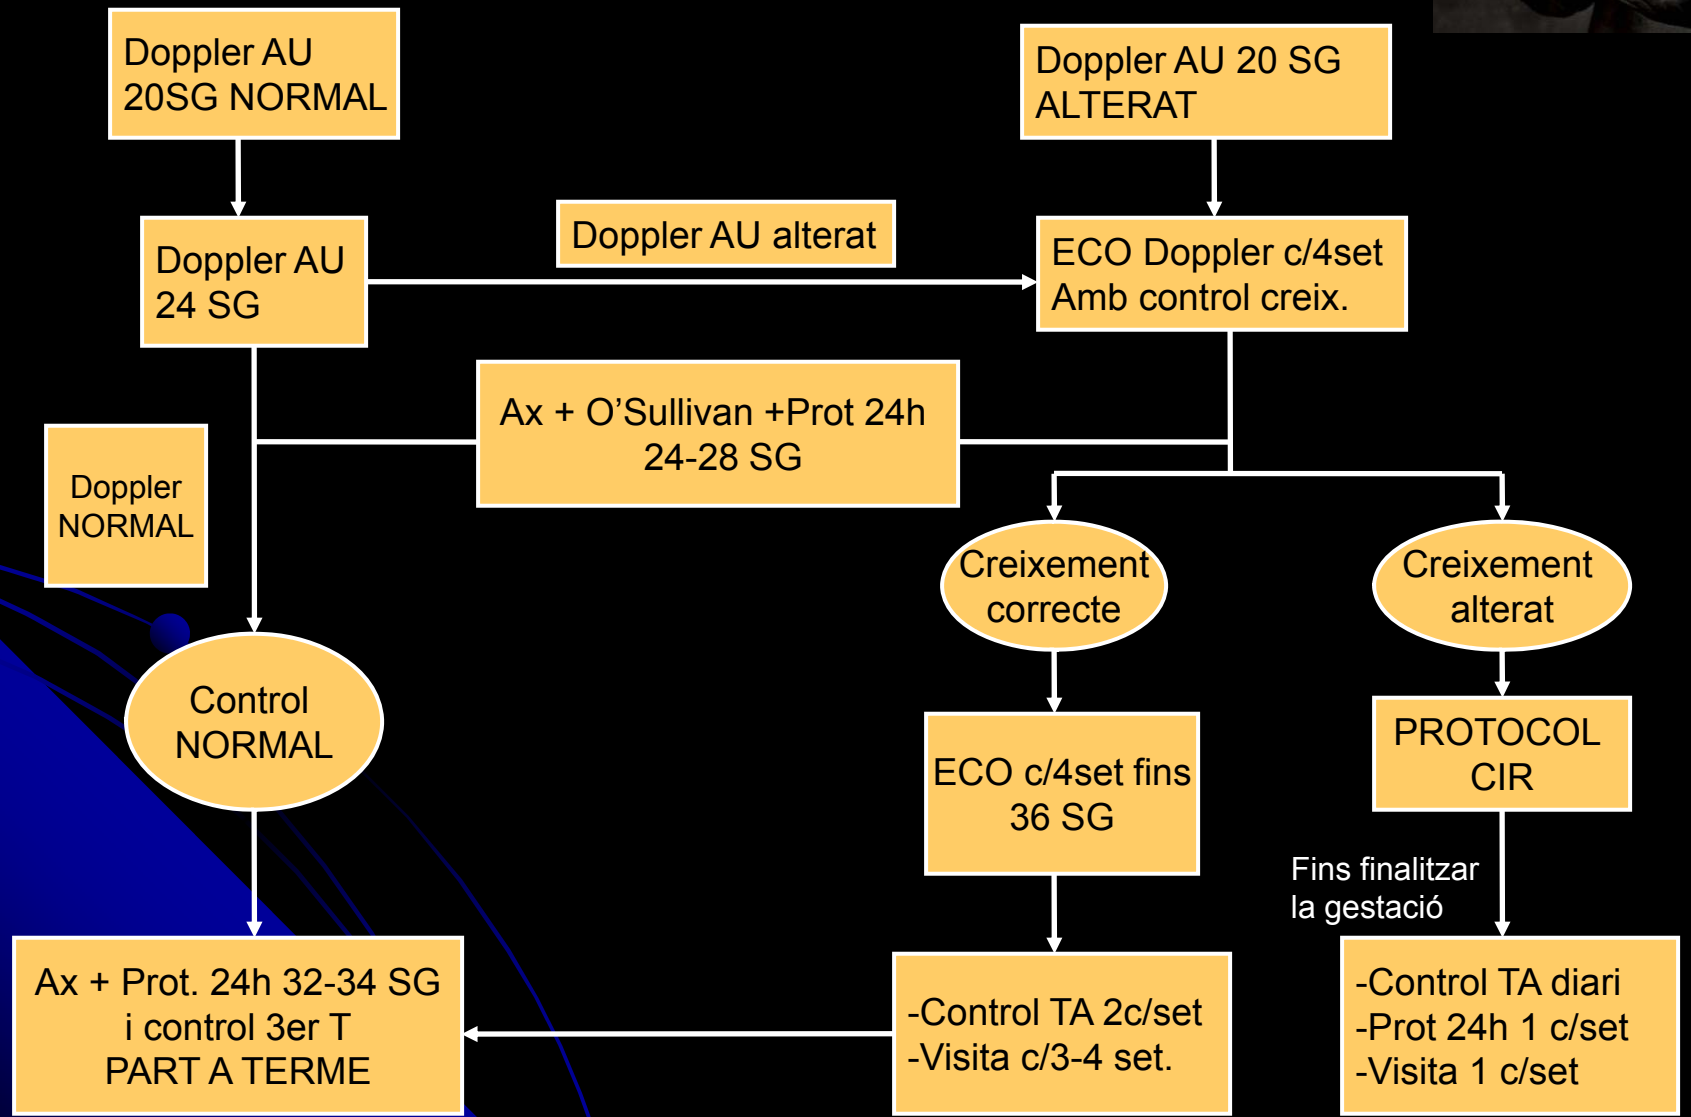 Doppler AU
20SG NORMAL
Doppler AU 20 SG
ALTERAT
Doppler AU
24 SG
Doppler AU alterat
ECO Doppler c/4set
Amb control creix.
Ax + O’Sullivan +Prot 24h
24-28 SG
Doppler
NORMAL
Creixement
correcte
Creixement
alterat
Control
NORMAL
ECO c/4set fins
36 SG
PROTOCOL
CIR
Fins finalitzar
la gestació
Ax + Prot. 24h 32-34 SG
i control 3er T
PART A TERME
-Control TA 2c/set
-Visita c/3-4 set.
-Control TA diari
-Prot 24h 1 c/set
-Visita 1 c/set